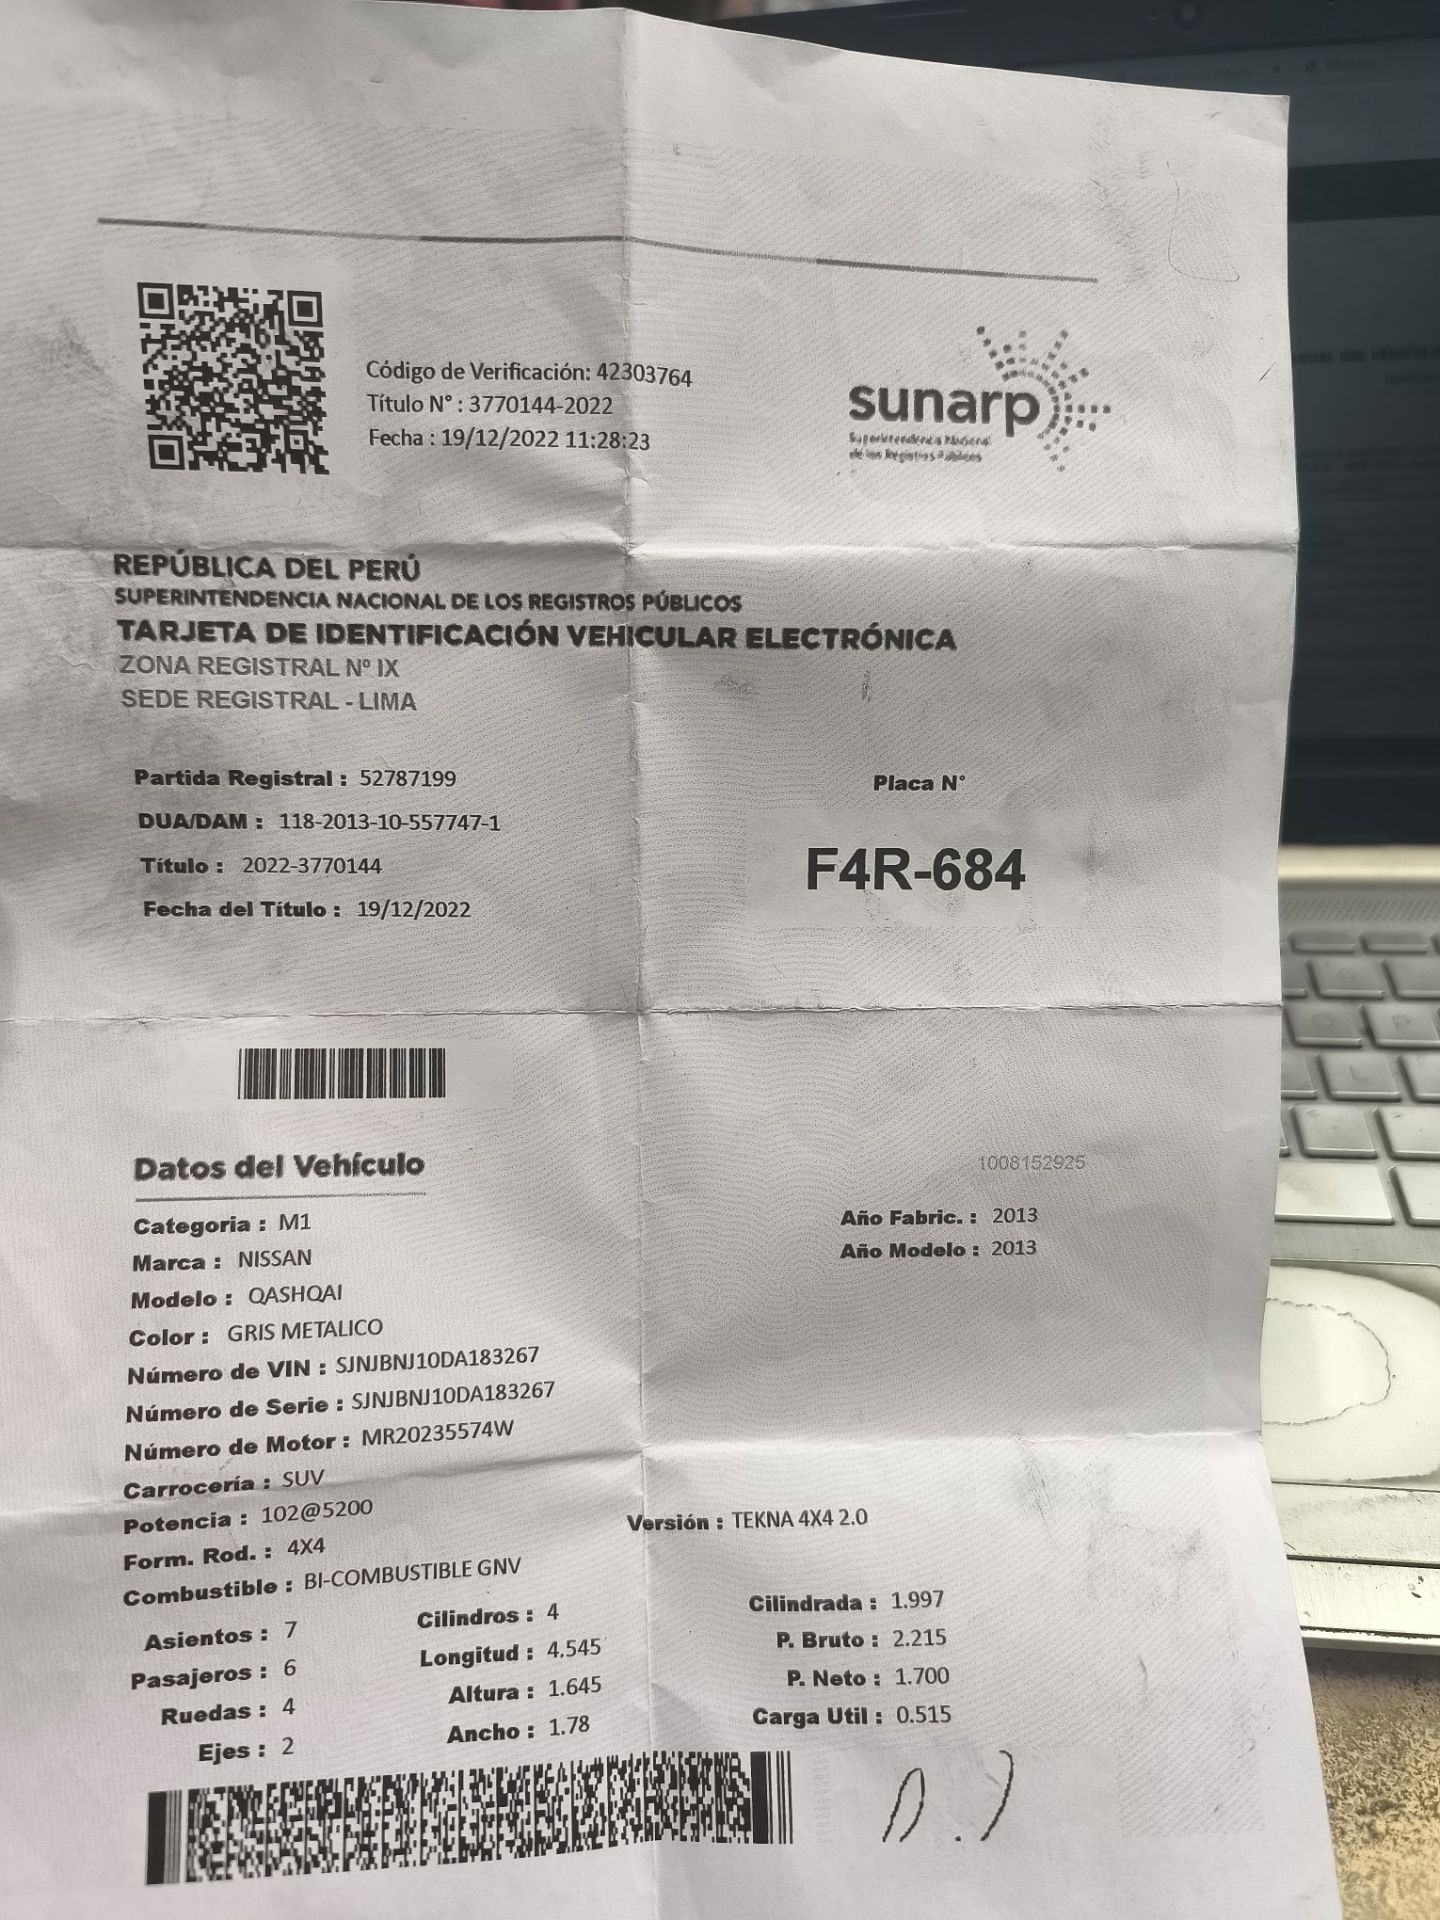 Código de Verificación: 42303764
Título N° : 3770144-2022
Fecha : 19/12/2022 11:28:23
sunarp
Superintendencia Nacional
de los Registros Públicos
REPÚBLICA DEL PERÚ
SUPERINTENDENCIA NACIONAL DE LOS REGISTROS PÚBLICOS
TARJETA DE IDENTIFICACIÓN VEHICULAR ELECTRÓNICA
ZONA REGISTRAL Nº IX
SEDE REGISTRAL - LIMA
Partida Registral : 52787199
DUA/DAM : 118-2013-10-557747-1
Título : 2022-3770144
Fecha del Título : 19/12/2022
Placa N°
F4R-684
Datos del Vehículo
1008152925
Categoria : M1
Marca : NISSAN
Modelo : QASHQAI
Color : GRIS METALICO
Número de VIN : SJNJBNJ10DA183267
Número de Serie : SJNJBNJ10DA183267
Número de Motor : MR20235574W
Carrocería : SUV
Potencia : 102@5200
Form. Rod. : 4X4
Combustible : BI-COMBUSTIBLE GNV
Año Fabric. : 2013
Año Modelo : 2013
Versión : TEKNA 4X4 2.0
Asientos : 7
Pasajeros : 6
Ruedas : 4
Ejes : 2
Cilindros : 4
Longitud : 4.545
Altura : 1.645
Ancho : 1.78
Cilindrada : 1.997
P. Bruto : 2.215
P. Neto : 1.700
Carga Util : 0.515
WhatsApp